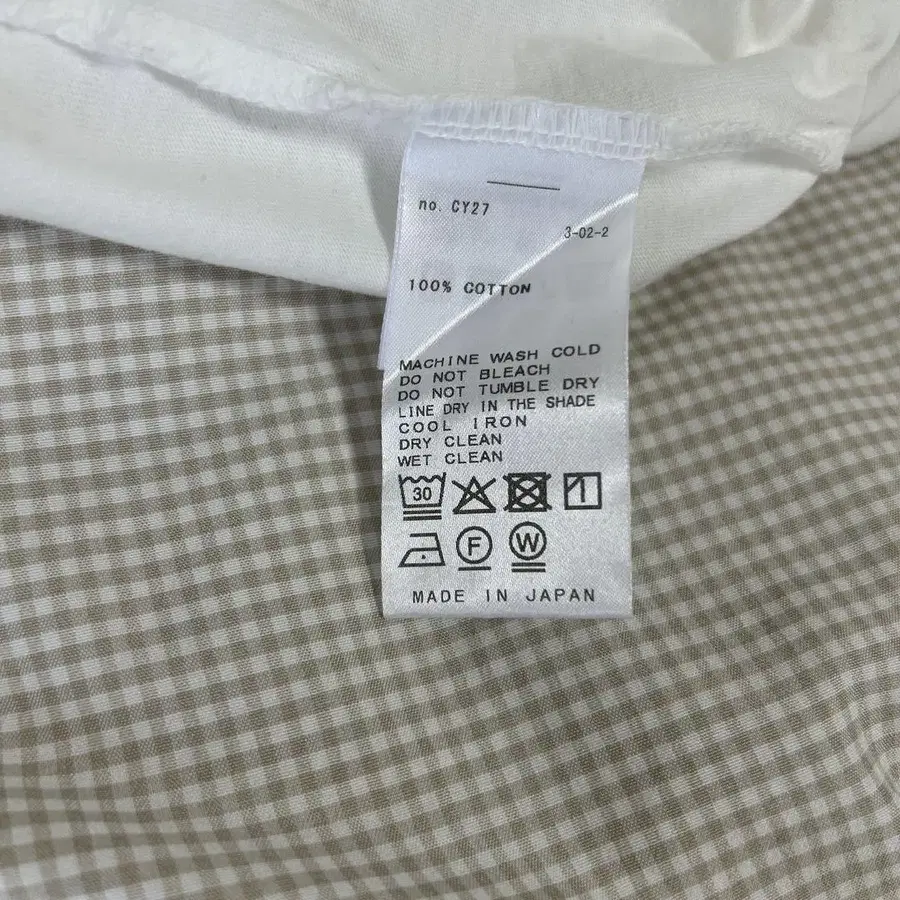 no. CY27
3-02-2
100% COTTON
MACHINE WASH COLD
DO NOT BLEACH
DO NOT TUMBLE DRY
LINE DRY IN THE SHADE
COOL IRON
DRY CLEAN
WET CLEAN
30
F W
MADE IN JAPAN